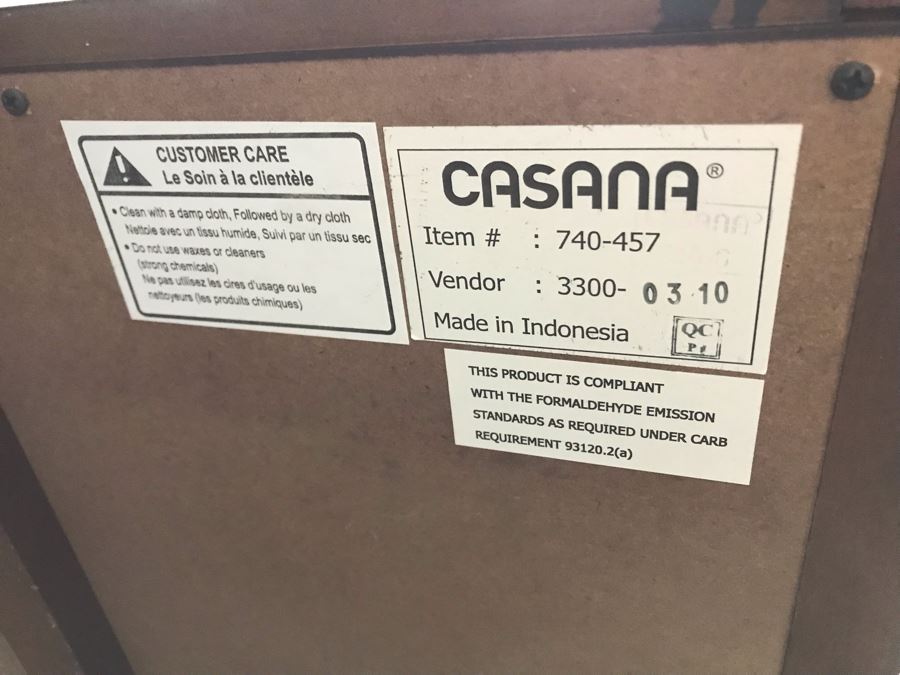 CUSTOMER CARE
Le Soin à la clientèle
• Clean with a damp cloth, Followed by a dry cloth
Nettoie avec un tissu humide, Suivi par un tissu sec
• Do not use waxes or cleaners
(strong chemicals)
Ne pas utilisez les cires d'usage ou les
nettoyeurs (les produits chimiques)
CASANA®
Item # : 740-457
Vendor : 3300- 03 10
Made in Indonesia
QC
THIS PRODUCT IS COMPLIANT
WITH THE FORMALDEHYDE EMISSION
STANDARDS AS REQUIRED UNDER CARB
REQUIREMENT 93120.2(a)